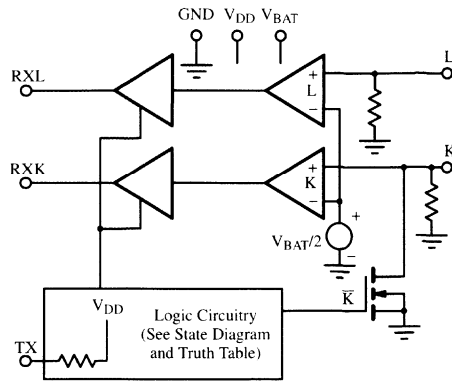 GND V_DD V_BAT
RXL
L
+
L
−
RXK
K
+
K
−
+
V_BAT/2
−
K̅
V_DD
Logic Circuitry
(See State Diagram
and Truth Table)
TX